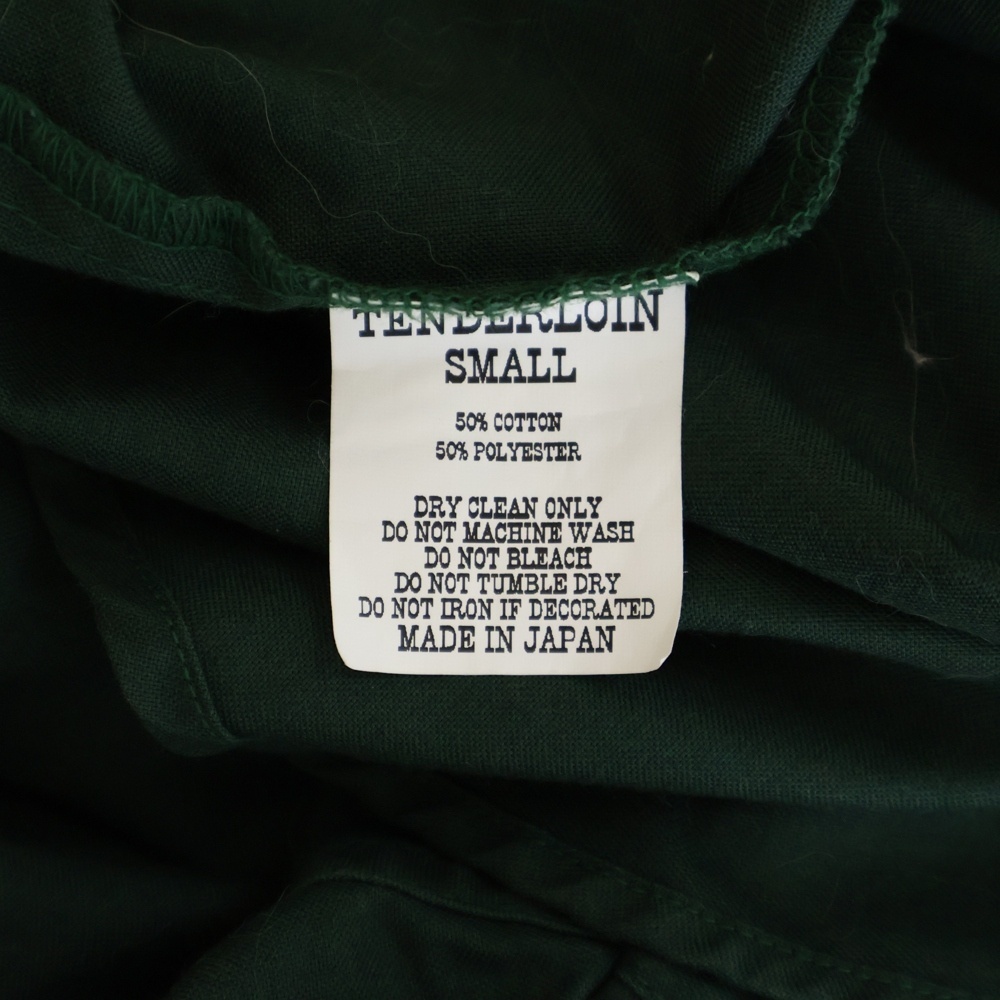 TENDERLOIN
SMALL
50% COTTON
50% POLYESTER
DRY CLEAN ONLY
DO NOT MACHINE WASH
DO NOT BLEACH
DO NOT TUMBLE DRY
DO NOT IRON IF DECORATED
MADE IN JAPAN